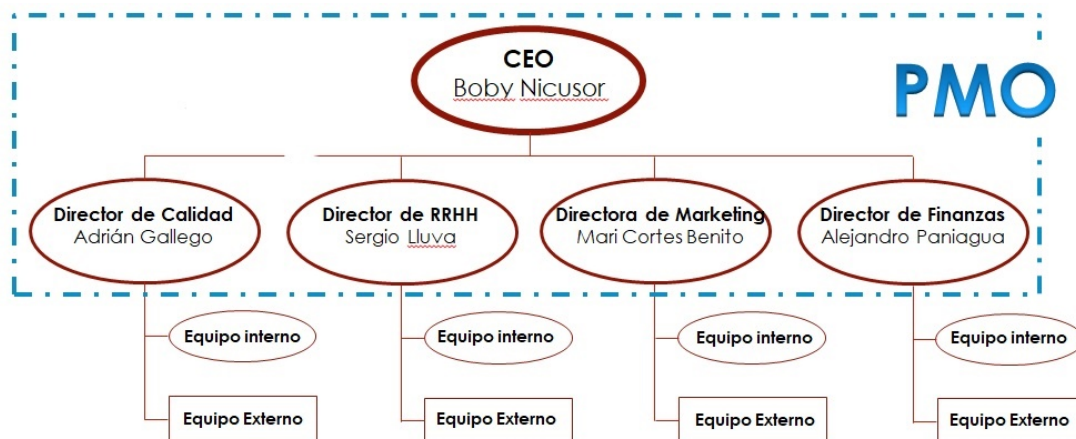 CEO
Boby Nicusor
PMO
Director de Calidad
Adrián Gallego
Director de RRHH
Sergio Lluva
Directora de Marketing
Mari Cortes Benito
Director de Finanzas
Alejandro Paniagua
Equipo interno
Equipo interno
Equipo interno
Equipo interno
Equipo Externo
Equipo Externo
Equipo Externo
Equipo Externo